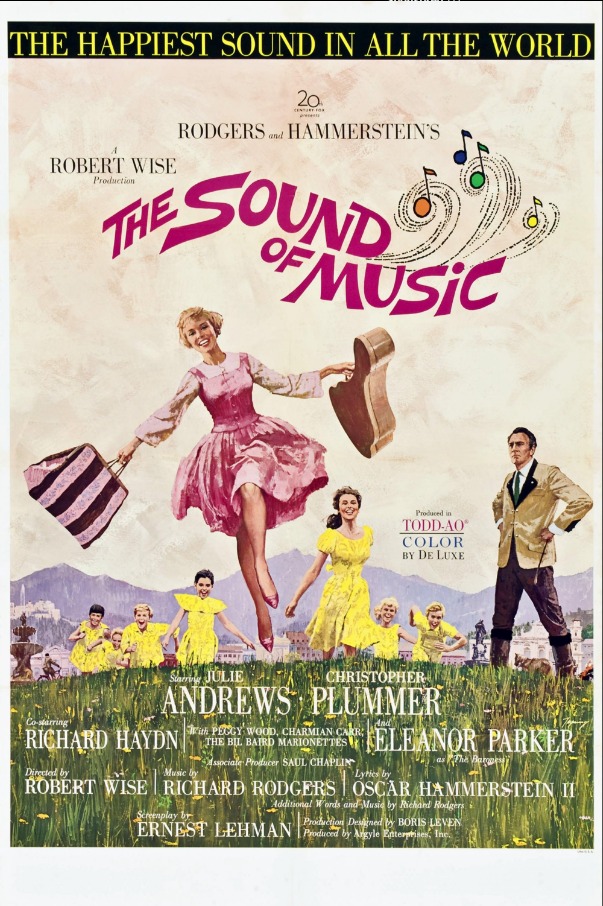 THE HAPPIEST SOUND IN ALL THE WORLD
20th
CENTURY-FOX
presents
RODGERS and HAMMERSTEIN'S
A
ROBERT WISE
Production
THE SOUND
OF MUSIC
Produced in
TODD-AO®
COLOR
BY DE LUXE
Starring JULIE
ANDREWS · CHRISTOPHER PLUMMER
Co-starring
RICHARD HAYDN
With PEGGY WOOD, CHARMIAN CARR,
THE BIL BAIRD MARIONETTES
And
ELEANOR PARKER
as "The Baroness"
Associate Producer SAUL CHAPLIN
Directed by
ROBERT WISE
Music by
RICHARD RODGERS
Lyrics by
OSCAR HAMMERSTEIN II
Additional Words and Music by Richard Rodgers
Screenplay by
ERNEST LEHMAN
Production Designed by BORIS LEVEN
Produced by Argyle Enterprises, Inc.